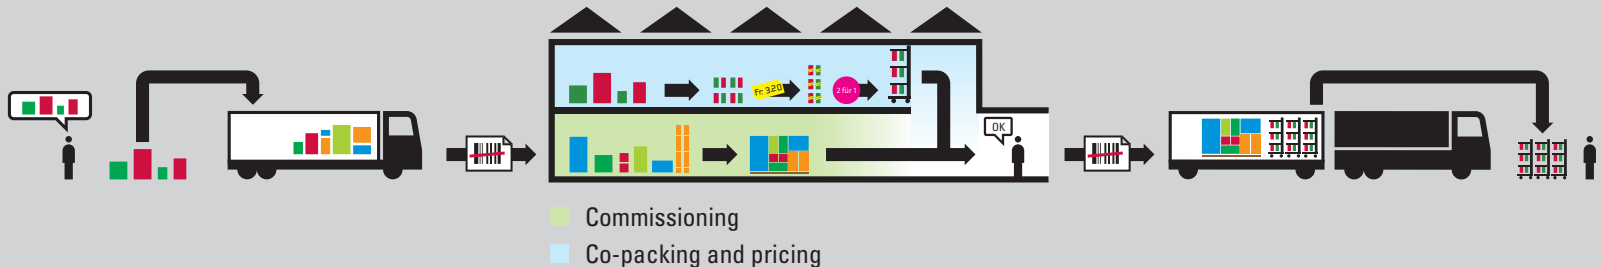 Fr. 3.20
2 für 1
OK
Commissioning
Co-packing and pricing